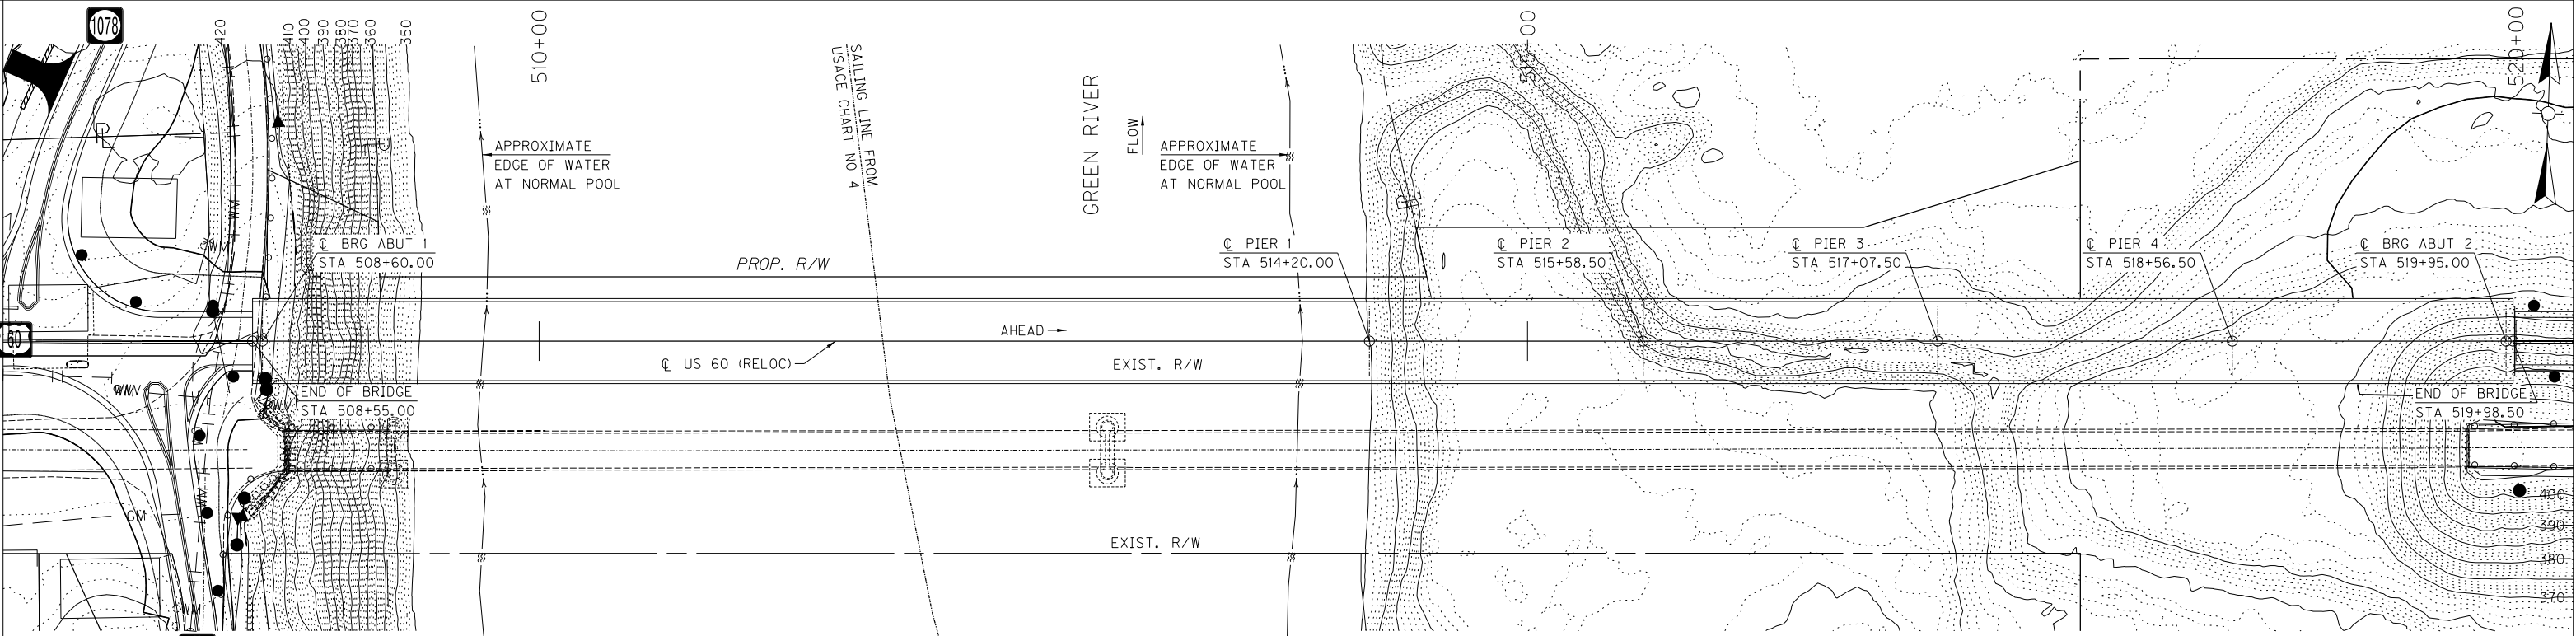 1078
420
410
400
390
380
370
360
350
510+00
SAILING LINE FROM
USACE CHART NO 4
GREEN RIVER
FLOW
515+00
520+00
APPROXIMATE
EDGE OF WATER
AT NORMAL POOL
APPROXIMATE
EDGE OF WATER
AT NORMAL POOL
WM
℄ BRG ABUT 1
STA 508+60.00
PROP. R/W
℄ PIER 1
STA 514+20.00
℄ PIER 2
STA 515+58.50
℄ PIER 3
STA 517+07.50
℄ PIER 4
STA 518+56.50
℄ BRG ABUT 2
STA 519+95.00
60
AHEAD
℄ US 60 (RELOC)
EXIST. R/W
END OF BRIDGE
STA 508+55.00
END OF BRIDGE
STA 519+98.50
WM
GM
EXIST. R/W
WM
400
390
380
370